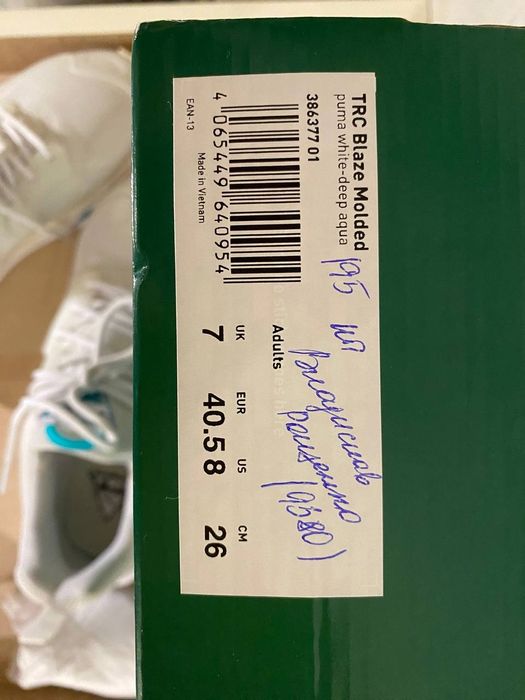 TRC Blaze Molded
puma white-deep aqua
386377 01
4 065449 640954
EAN-13
Made in Vietnam
Adults
UK EUR US CM
7 40.5 8 26
195
Владислав
(9580)